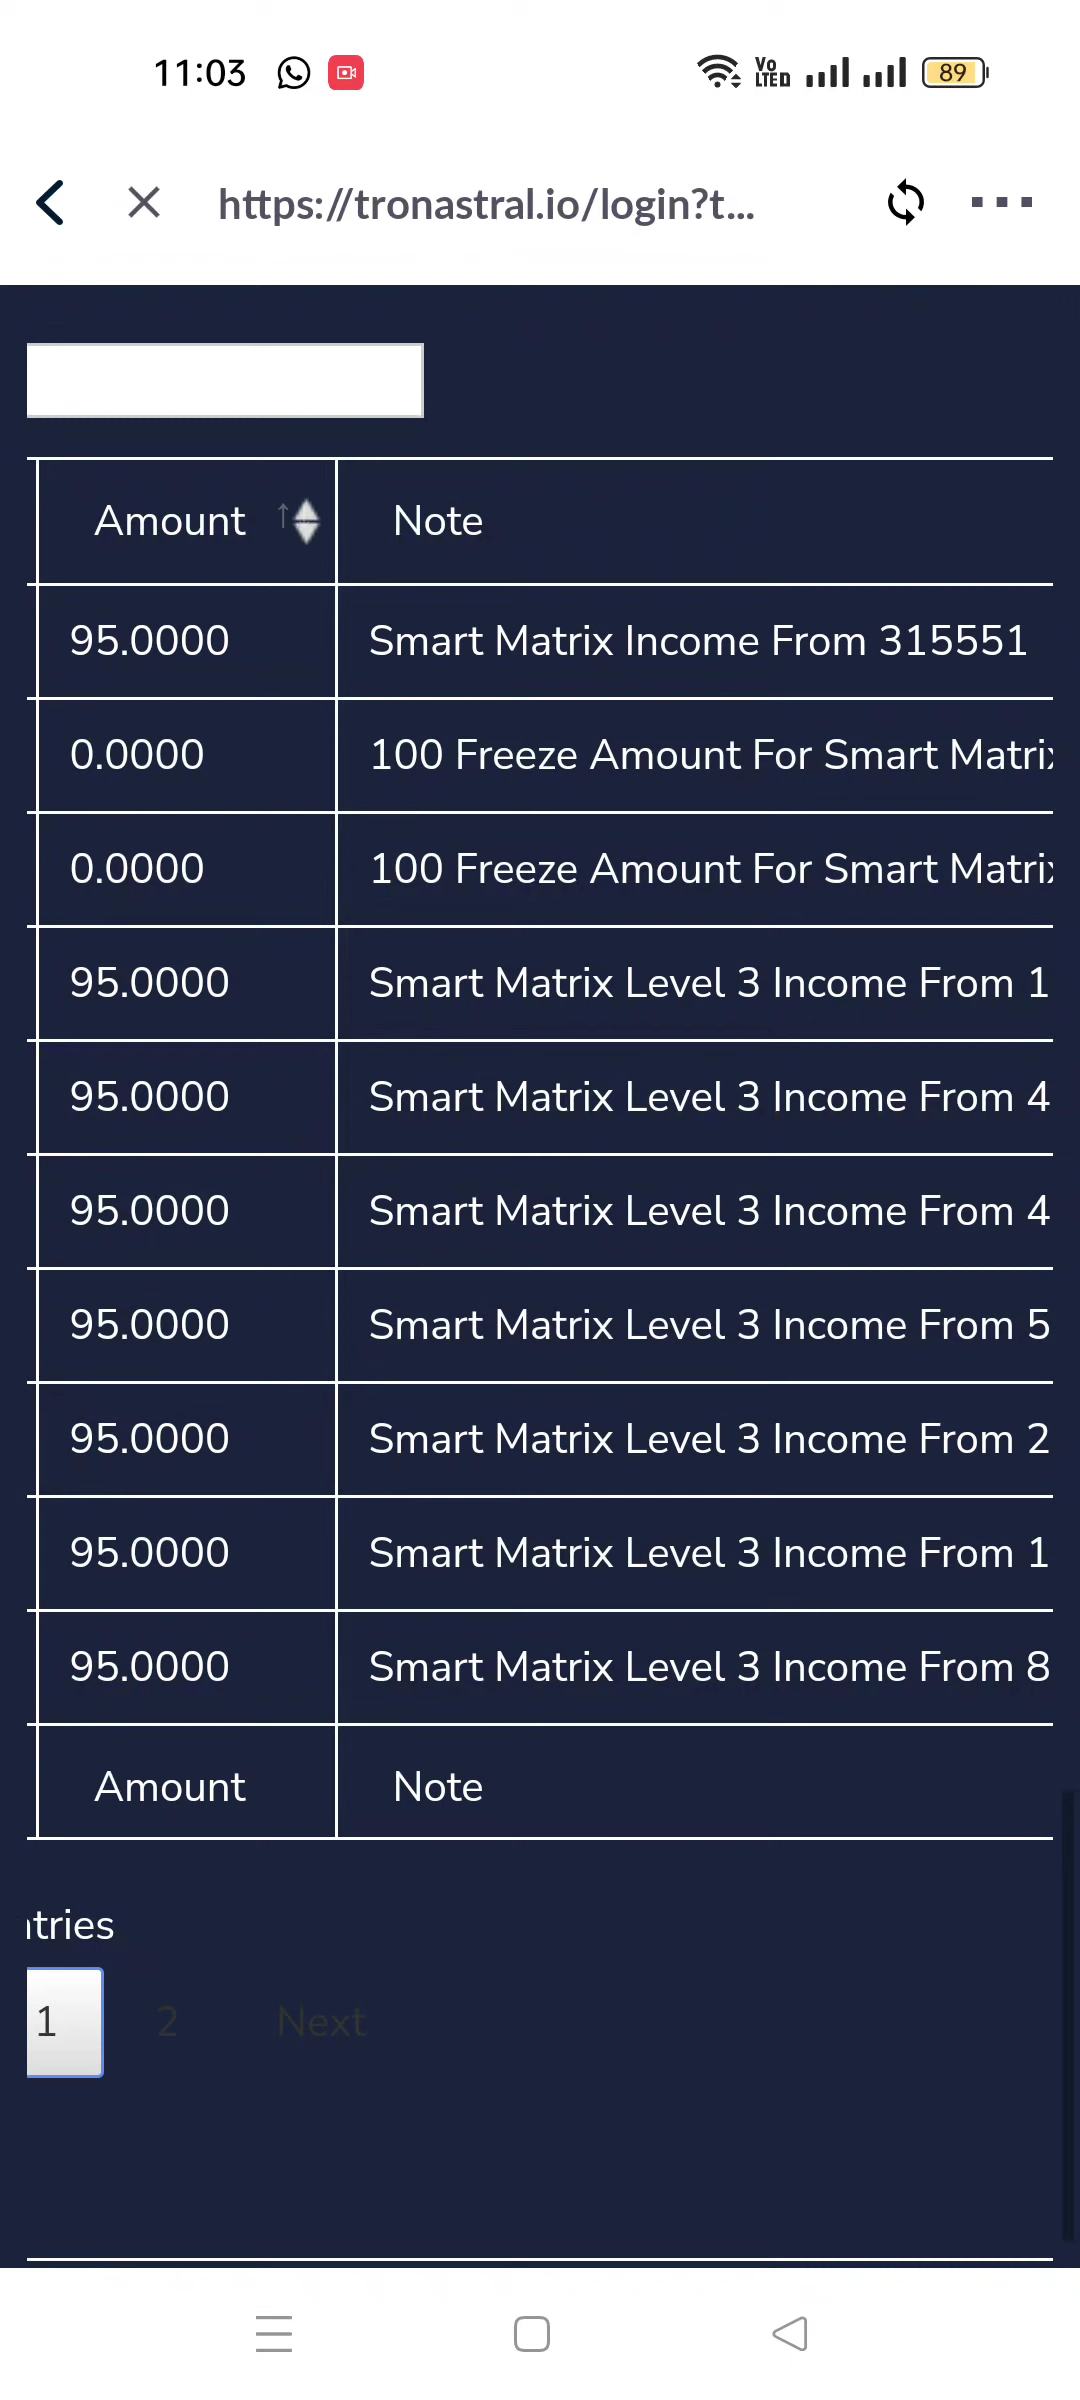 11:03
Vo
LTED
89
https://tronastral.io/login?t...
Amount Note
95.0000 Smart Matrix Income From 315551
0.0000 100 Freeze Amount For Smart Matrix
0.0000 100 Freeze Amount For Smart Matrix
95.0000 Smart Matrix Level 3 Income From 1
95.0000 Smart Matrix Level 3 Income From 4
95.0000 Smart Matrix Level 3 Income From 4
95.0000 Smart Matrix Level 3 Income From 5
95.0000 Smart Matrix Level 3 Income From 2
95.0000 Smart Matrix Level 3 Income From 1
95.0000 Smart Matrix Level 3 Income From 8
Amount Note
ntries
1 2 Next